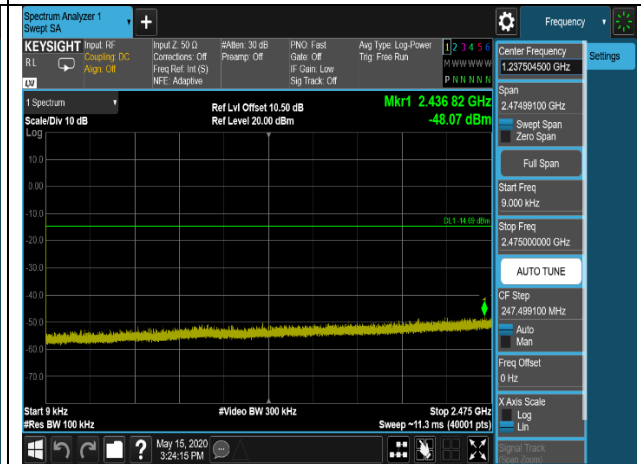 Spectrum Analyzer 1
Swept SA
Frequency
KEYSIGHT
Input: RF
Coupling: DC
Align: Off
Input Z: 50 Ω
Corrections: Off
Freq Ref: Int (S)
NFE: Adaptive
#Atten: 30 dB
Preamp: Off
PNO: Fast
Gate: Off
IF Gain: Low
Sig Track: Off
Avg Type: Log-Power
Trig: Free Run
1 2 3 4 5 6
M W W W W W
P N N N N N
R L
Center Frequency
1.237504500 GHz
Settings
Span
2.47499100 GHz
Swept Span
Zero Span
Full Span
Start Freq
9.000 kHz
Stop Freq
2.475000000 GHz
AUTO TUNE
CF Step
247.499100 MHz
Auto
Man
Freq Offset
0 Hz
X Axis Scale
Log
Lin
Signal Track
(Span Zoom)
1 Spectrum
Scale/Div 10 dB
Log
Ref Lvl Offset 10.50 dB
Ref Level 20.00 dBm
Mkr1 2.436 82 GHz
-48.07 dBm
10.0
0.00
-10.0
DL1 -14.69 dBm
-20.0
-30.0
-40.0
1
-50.0
-60.0
-70.0
Start 9 kHz
#Res BW 100 kHz
#Video BW 300 kHz
Stop 2.475 GHz
Sweep ~11.3 ms (40001 pts)
May 15, 2020
3:24:15 PM